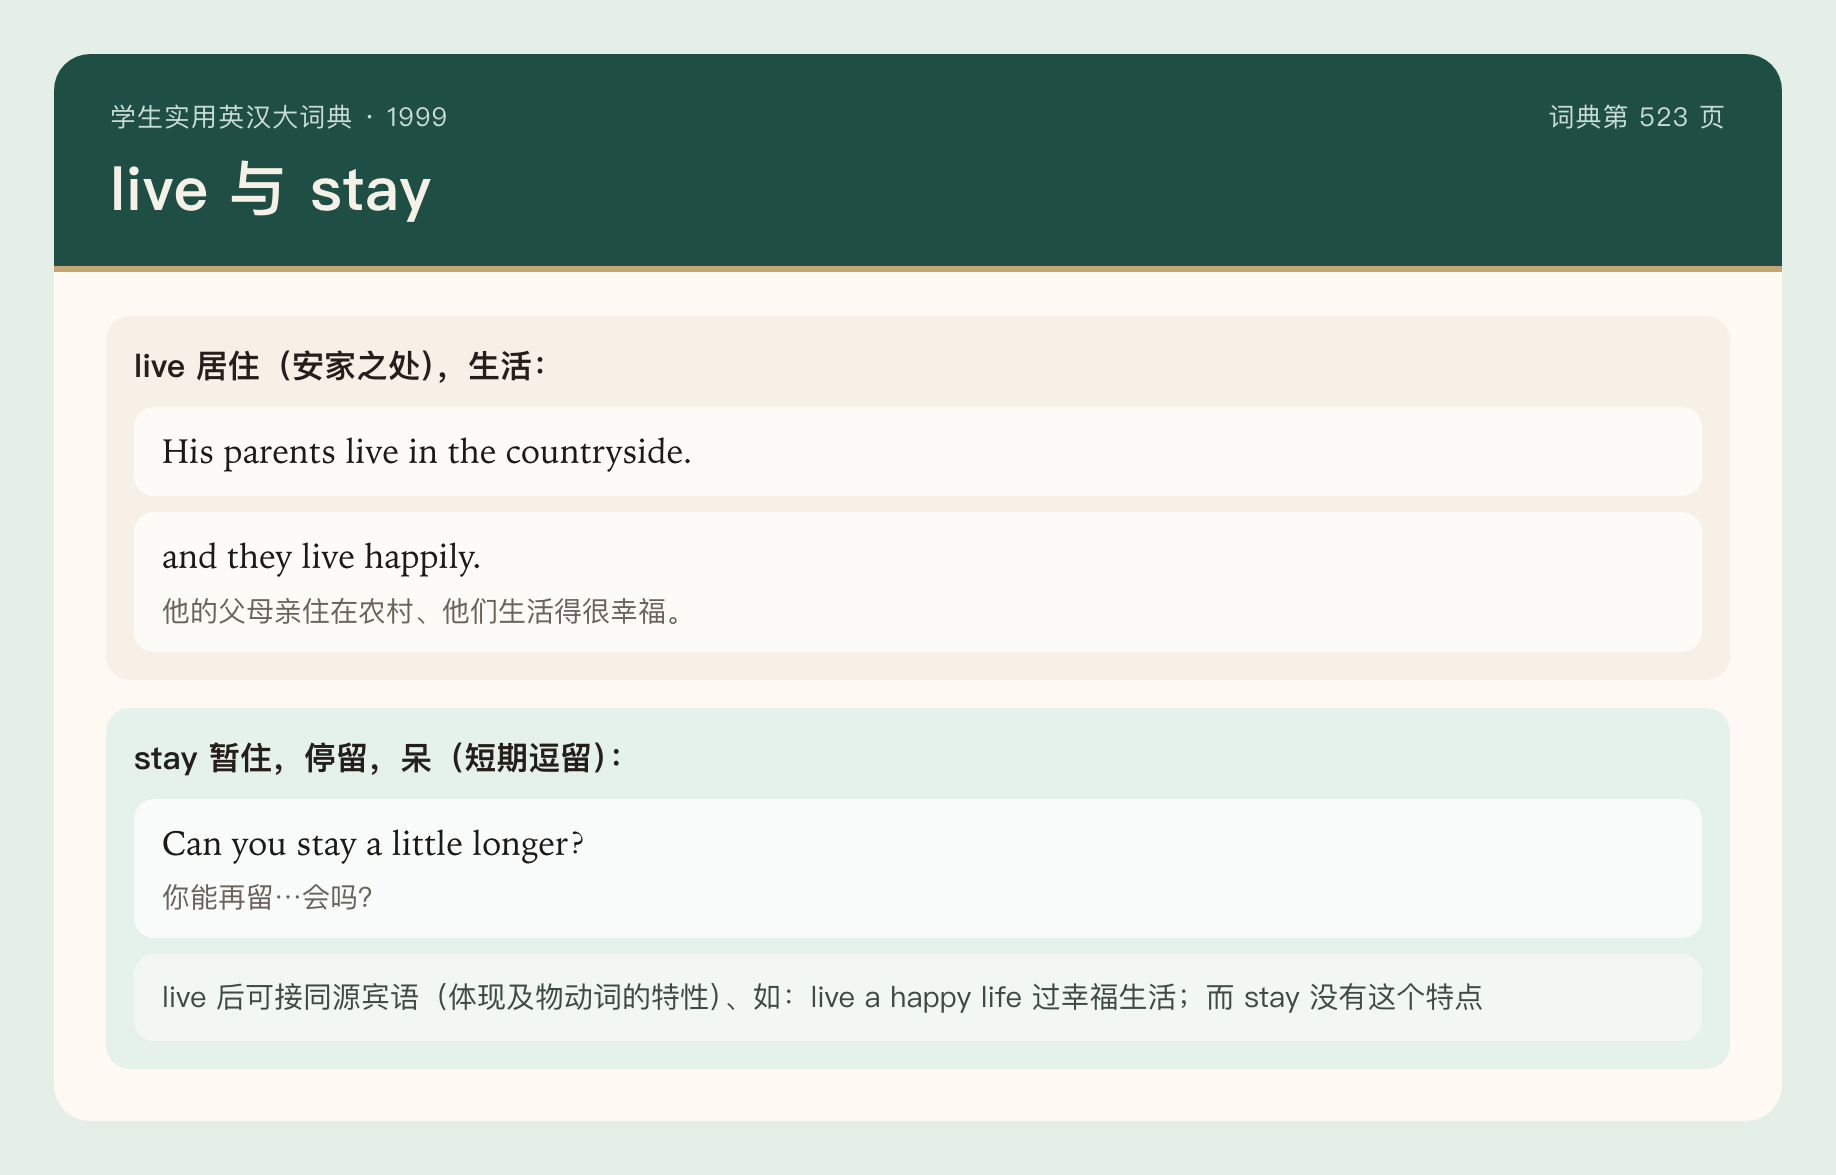 学生实用英汉大词典 · 1999
词典第 523 页
live 与 stay
live 居住（安家之处），生活：
His parents live in the countryside.
and they live happily.
他的父母亲住在农村、他们生活得很幸福。
stay 暂住，停留，呆（短期逗留）：
Can you stay a little longer?
你能再留…会吗？
live 后可接同源宾语（体现及物动词的特性）、如：live a happy life 过幸福生活；而 stay 没有这个特点